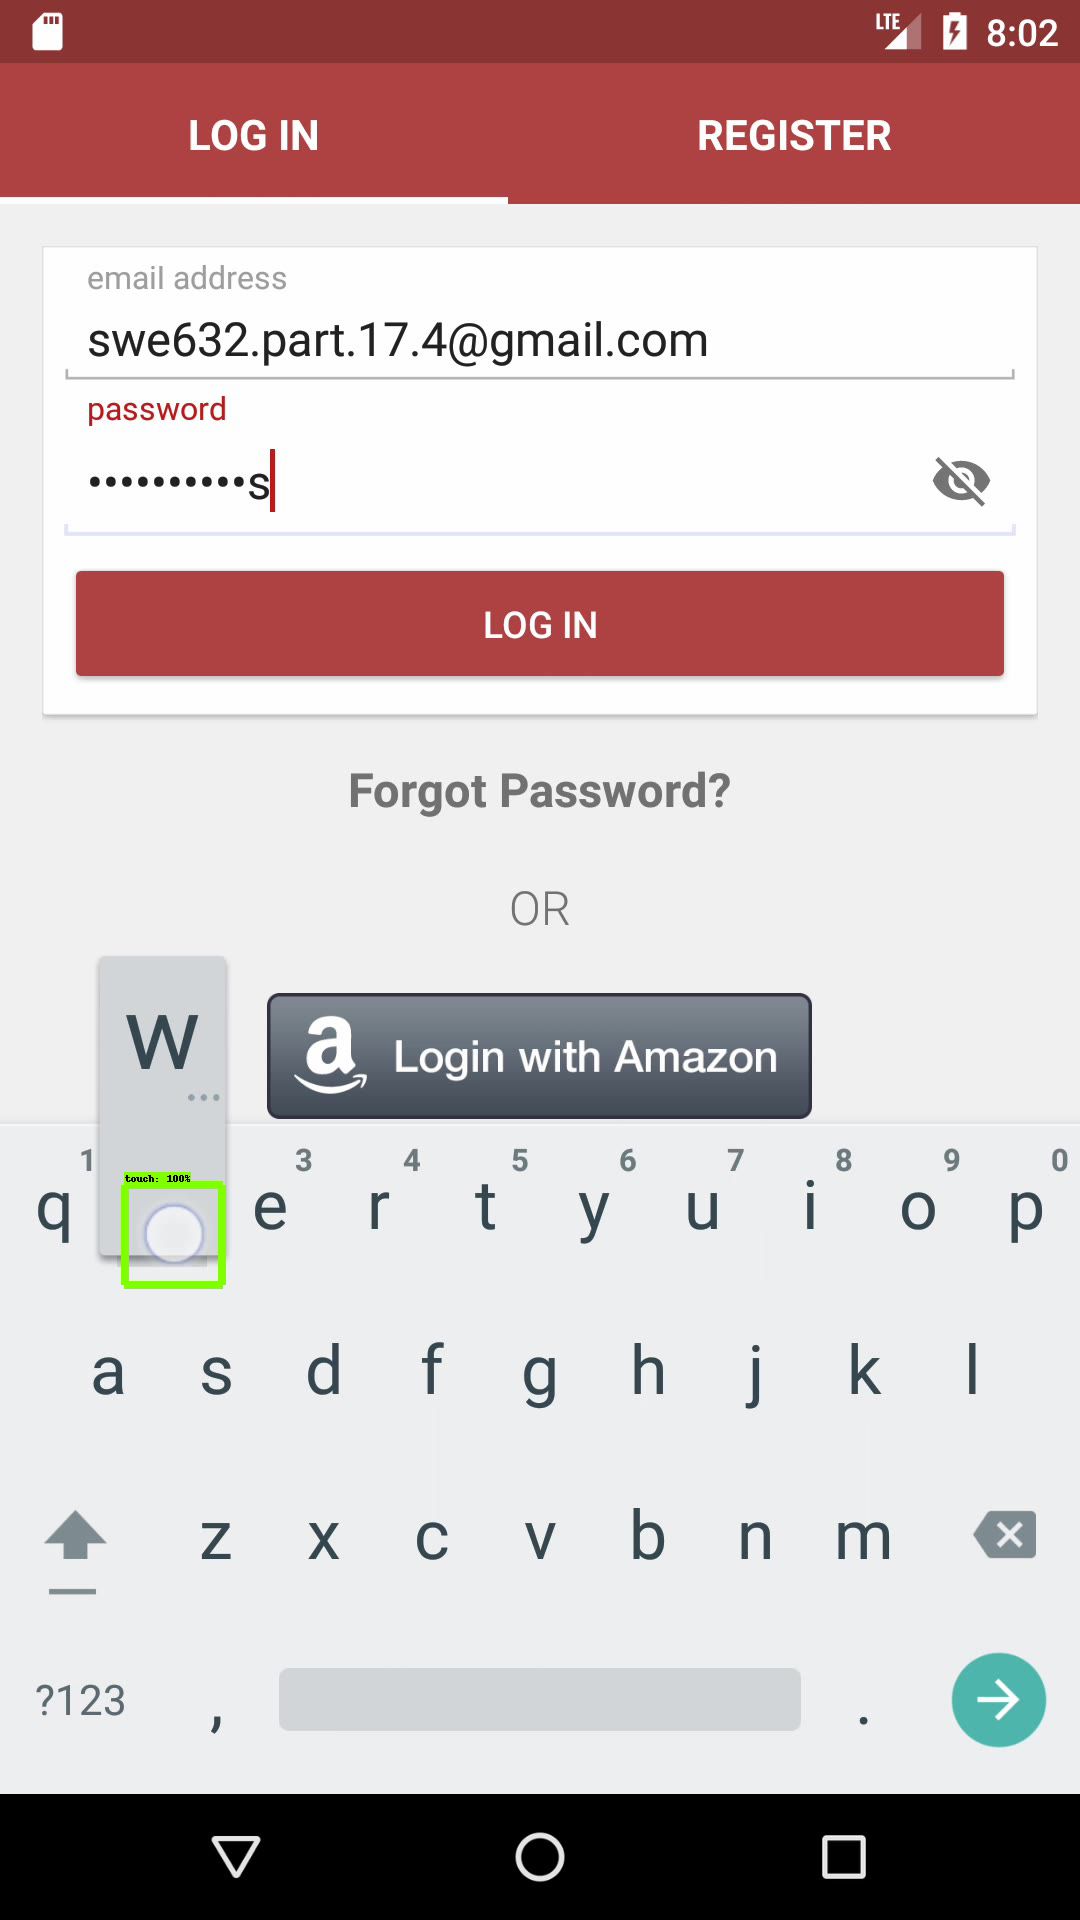 LTE 8:02
LOG IN REGISTER
email address
swe632.part.17.4@gmail.com
password
••••••••••s
LOG IN
Forgot Password?
OR
w
...
a Login with Amazon
1 3 4 5 6 7 8 9 0
touch: 100%
q e r t y u i o p
a s d f g h j k l
z x c v b n m
?123 , .